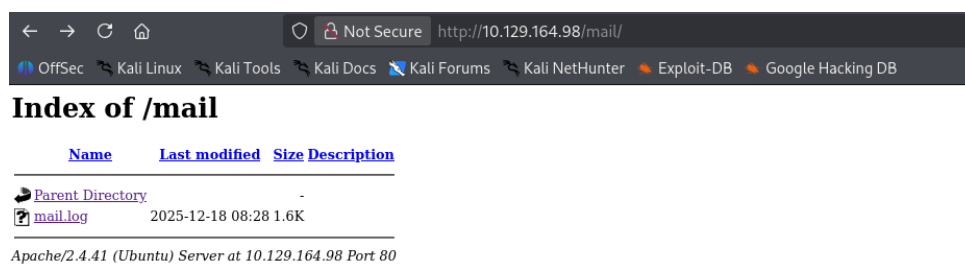 Not Secure http://10.129.164.98/mail/
OffSec Kali Linux Kali Tools Kali Docs Kali Forums Kali NetHunter Exploit-DB Google Hacking DB
Index of /mail
Name Last modified Size Description
Parent Directory -
mail.log 2025-12-18 08:28 1.6K
Apache/2.4.41 (Ubuntu) Server at 10.129.164.98 Port 80